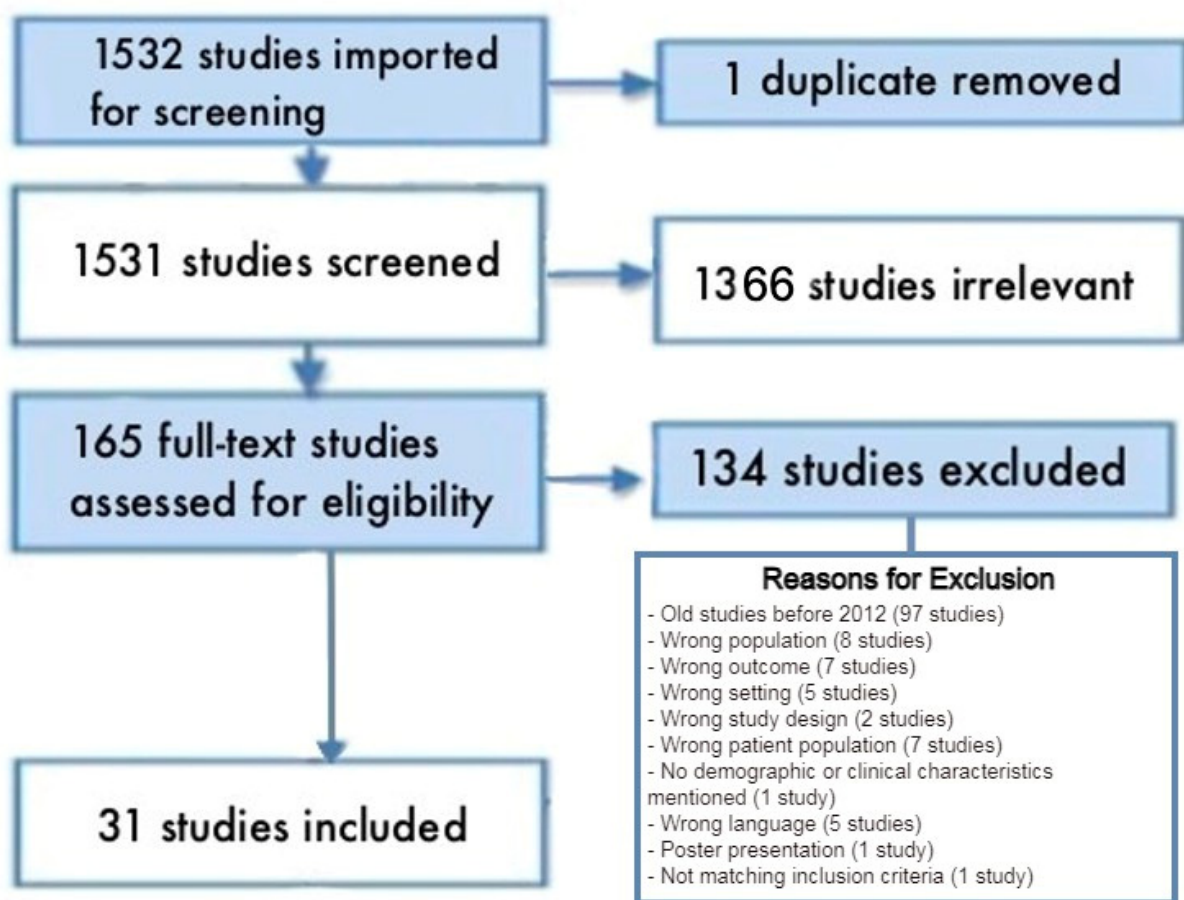 1532 studies imported
for screening
1 duplicate removed
1531 studies screened
1366 studies irrelevant
165 full-text studies
assessed for eligibility
134 studies excluded
Reasons for Exclusion
- Old studies before 2012 (97 studies)
- Wrong population (8 studies)
- Wrong outcome (7 studies)
- Wrong setting (5 studies)
- Wrong study design (2 studies)
- Wrong patient population (7 studies)
- No demographic or clinical characteristics
mentioned (1 study)
- Wrong language (5 studies)
- Poster presentation (1 study)
- Not matching inclusion criteria (1 study)
31 studies included